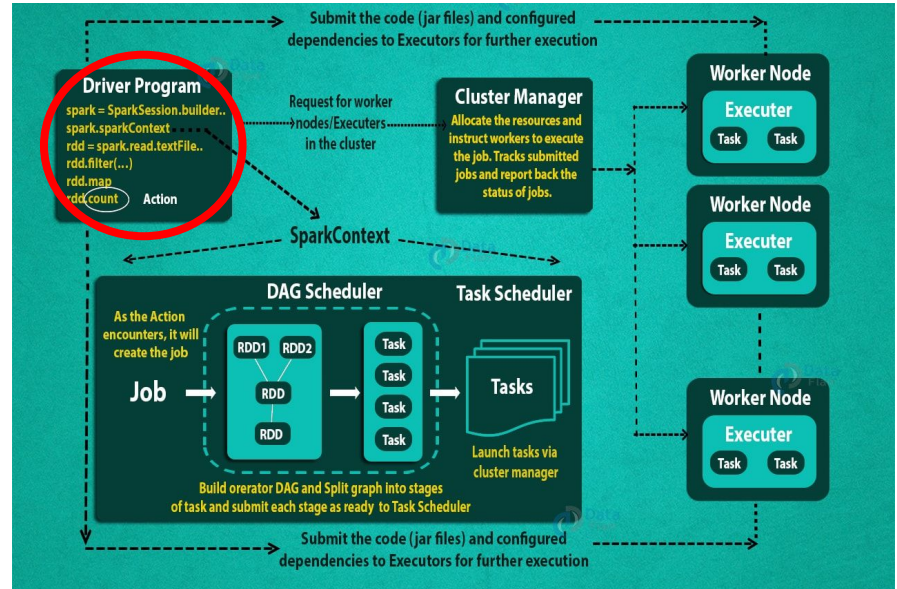 Submit the code (jar files) and configured
dependencies to Executors for further execution
Driver Program
spark = SparkSession.builder..
spark.sparkContext
rdd = spark.read.textFile..
rdd.filter(...)
rdd.map
rdd.count
Action
Request for worker
nodes/Executers
in the cluster
Cluster Manager
Allocate the resources and
instruct workers to execute
the job. Tracks submitted
jobs and report back the
status of jobs.
Worker Node
Executer
Task Task
Worker Node
Executer
Task Task
Worker Node
Executer
Task Task
SparkContext
DAG Scheduler
Task Scheduler
As the Action
encounters, it will
create the job
Job
RDD1 RDD2
RDD
RDD
Task
Task
Task
Task
Tasks
Launch tasks via
cluster manager
Build orerator DAG and Split graph into stages
of task and submit each stage as ready to Task Scheduler
Submit the code (jar files) and configured
dependencies to Executors for further execution
Data
Data
Data